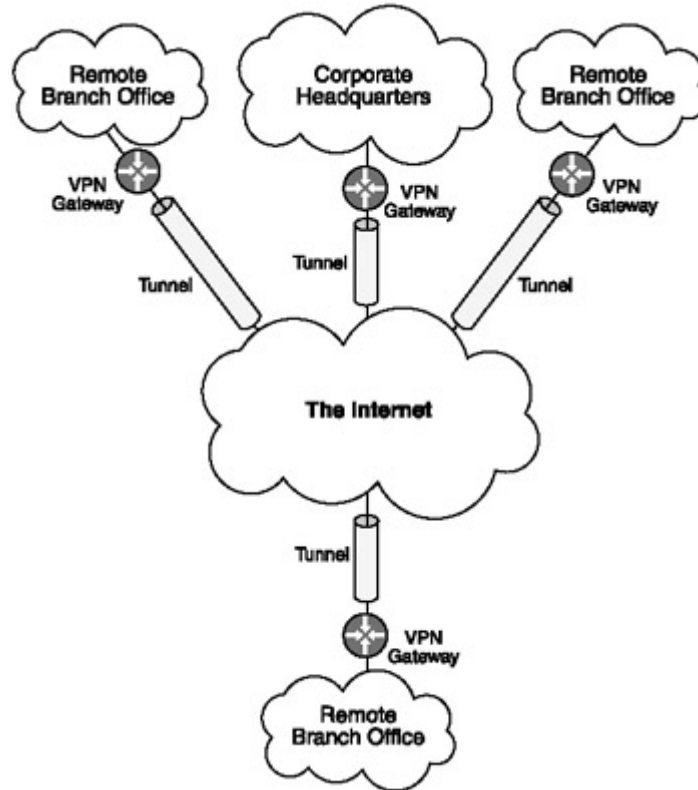 Remote
Branch Office
Corporate
Headquarters
Remote
Branch Office
VPN
Gateway
VPN
Gateway
VPN
Gateway
Tunnel
Tunnel
Tunnel
The Internet
Tunnel
VPN
Gateway
Remote
Branch Office